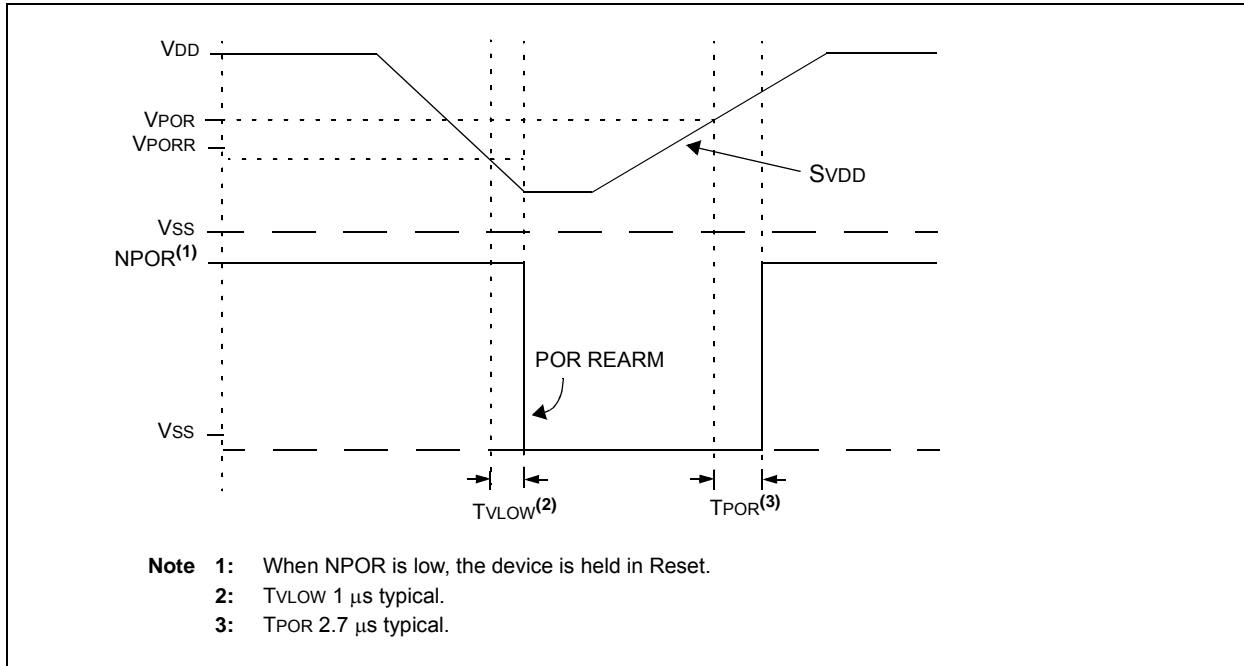 VDD
VPOR
VPORR
SVDD
VSS
NPOR(1)
POR REARM
VSS
TVLOW(2)
TPOR(3)
Note 1: When NPOR is low, the device is held in Reset.
2: TVLOW 1 μs typical.
3: TPOR 2.7 μs typical.